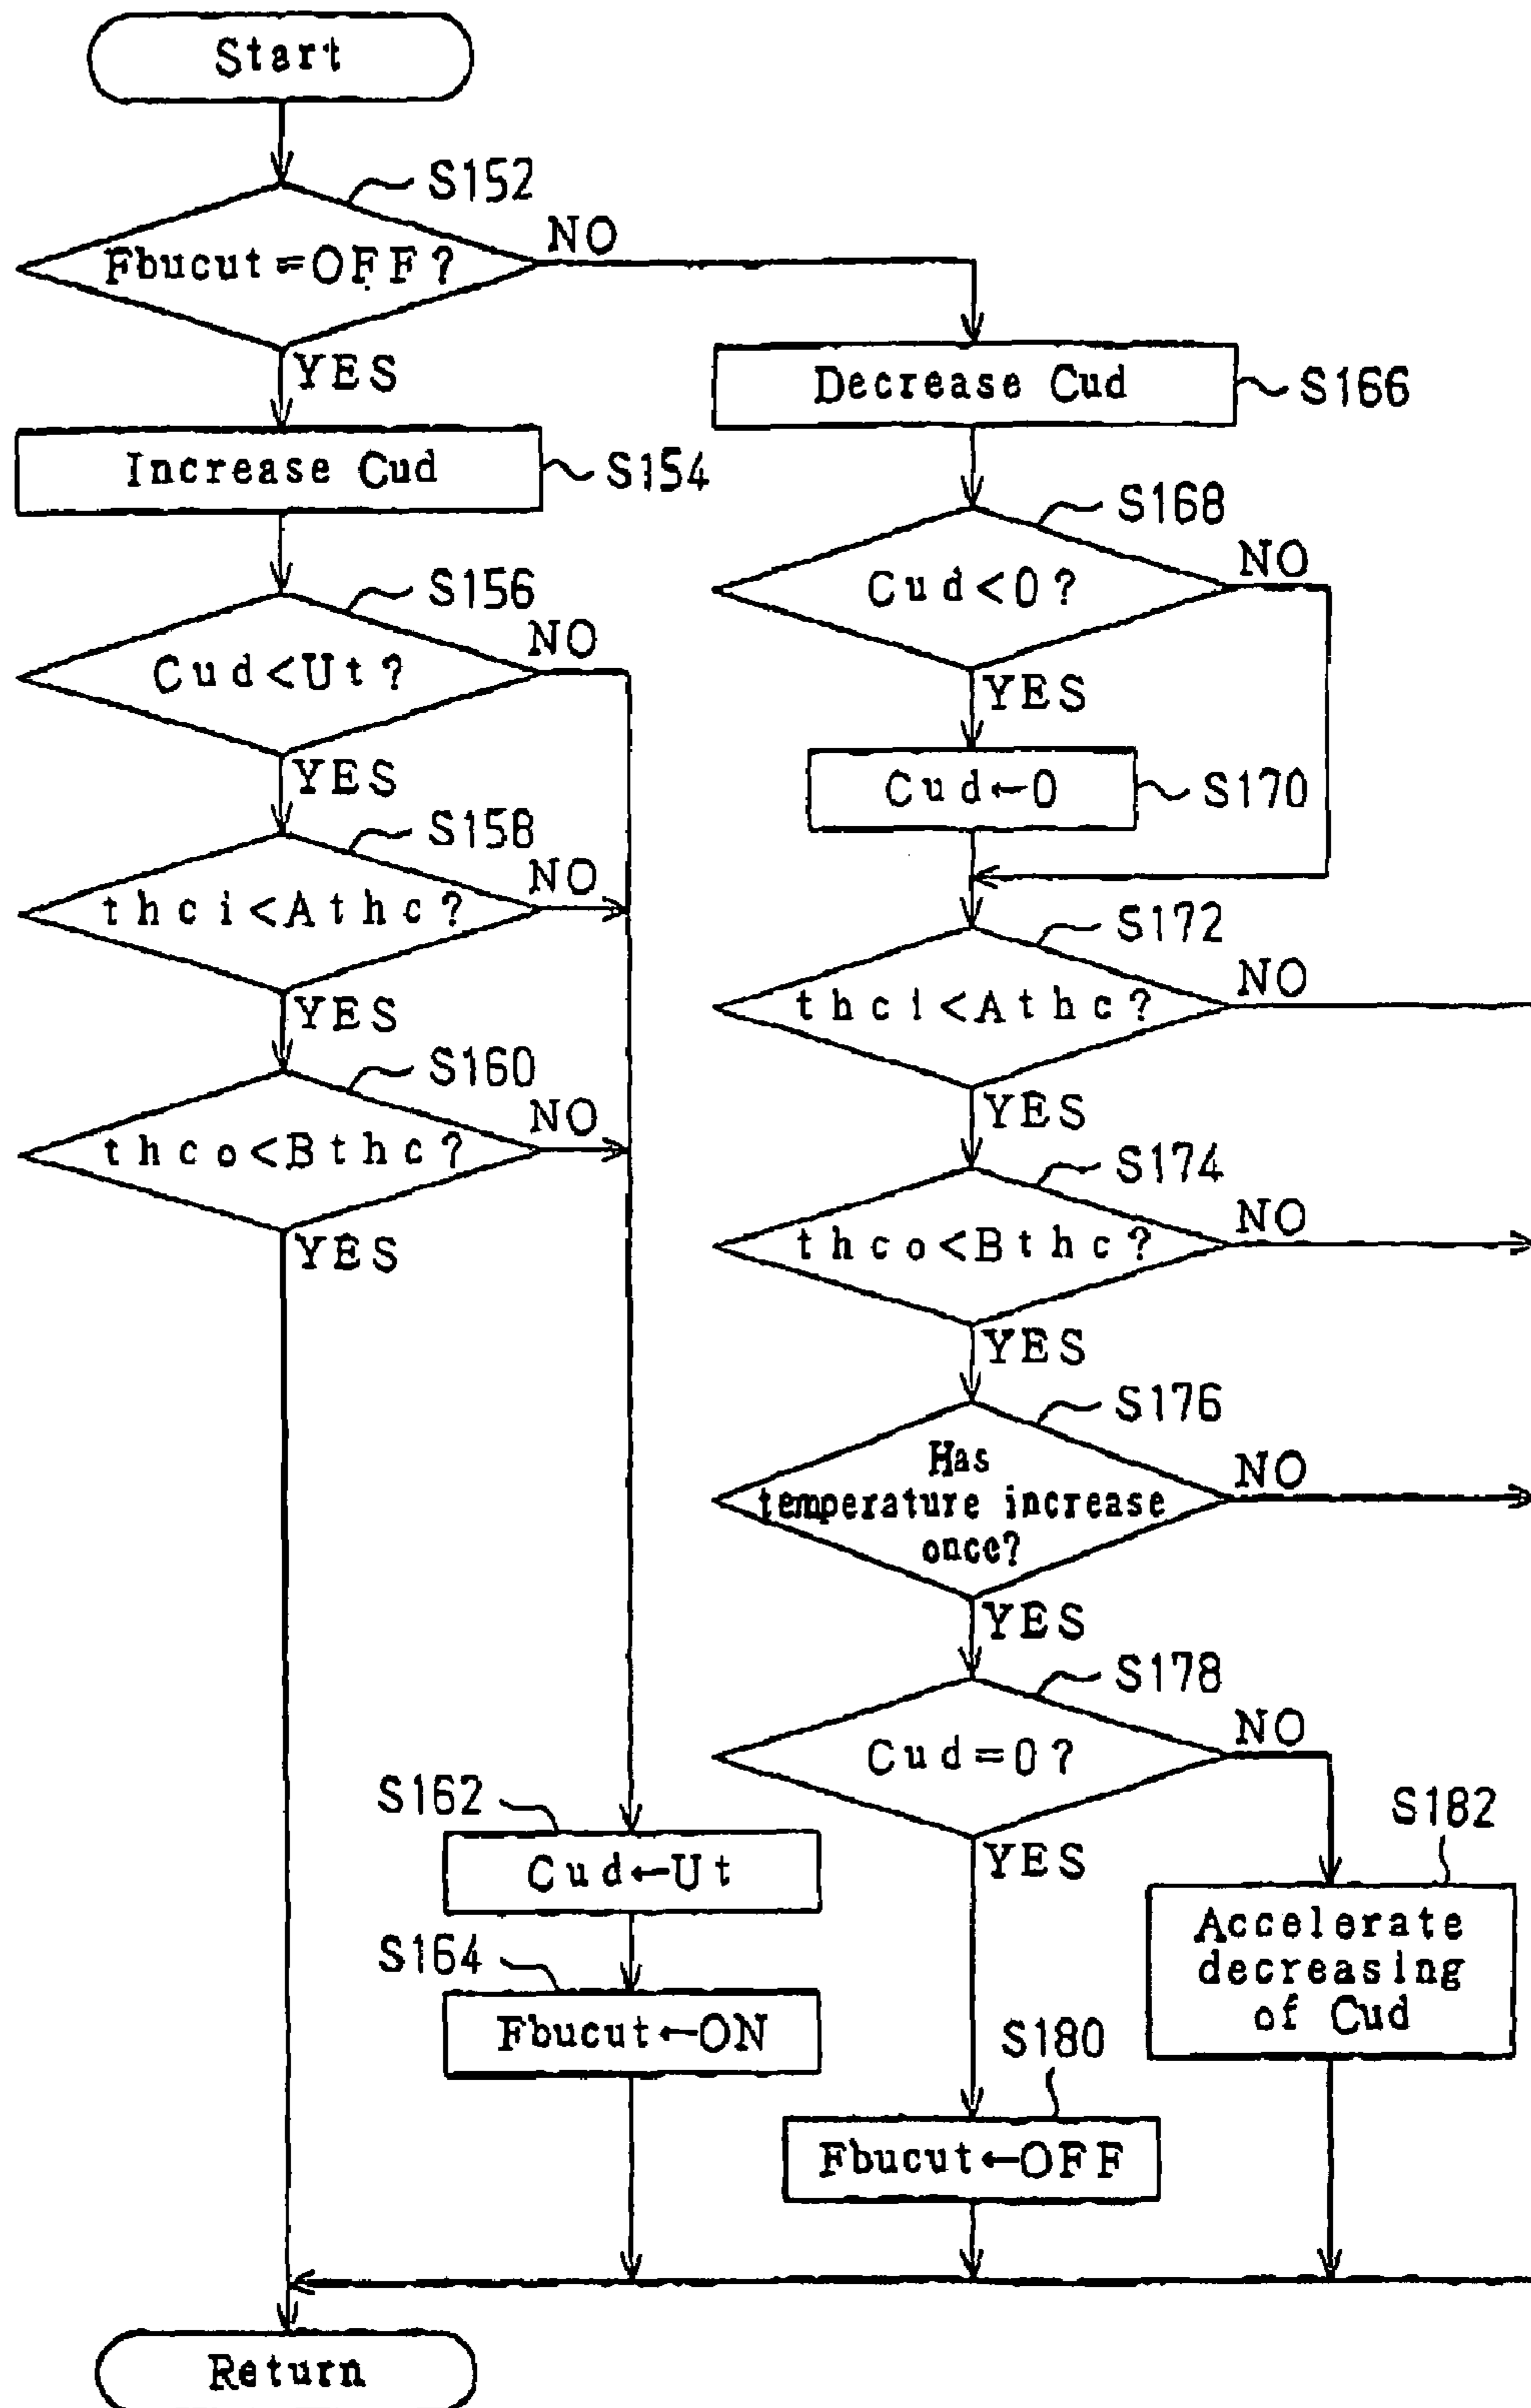 Start
S152
Fbucut=OFF?
NO
YES
Increase Cud
S154
S156
Cud<Ut?
NO
YES
S158
thci<Athc?
NO
YES
S160
thco<Bthc?
NO
YES
S162
Cud←Ut
S164
Fbucut←ON
Decrease Cud
S166
S168
Cud<0?
NO
YES
Cud←0
S170
S172
thci<Athc?
NO
YES
S174
thco<Bthc?
NO
YES
S176
Has
temperature increase
once?
NO
YES
S178
Cud=0?
NO
YES
S182
Accelerate
decreasing
of Cud
S180
Fbucut←OFF
Return